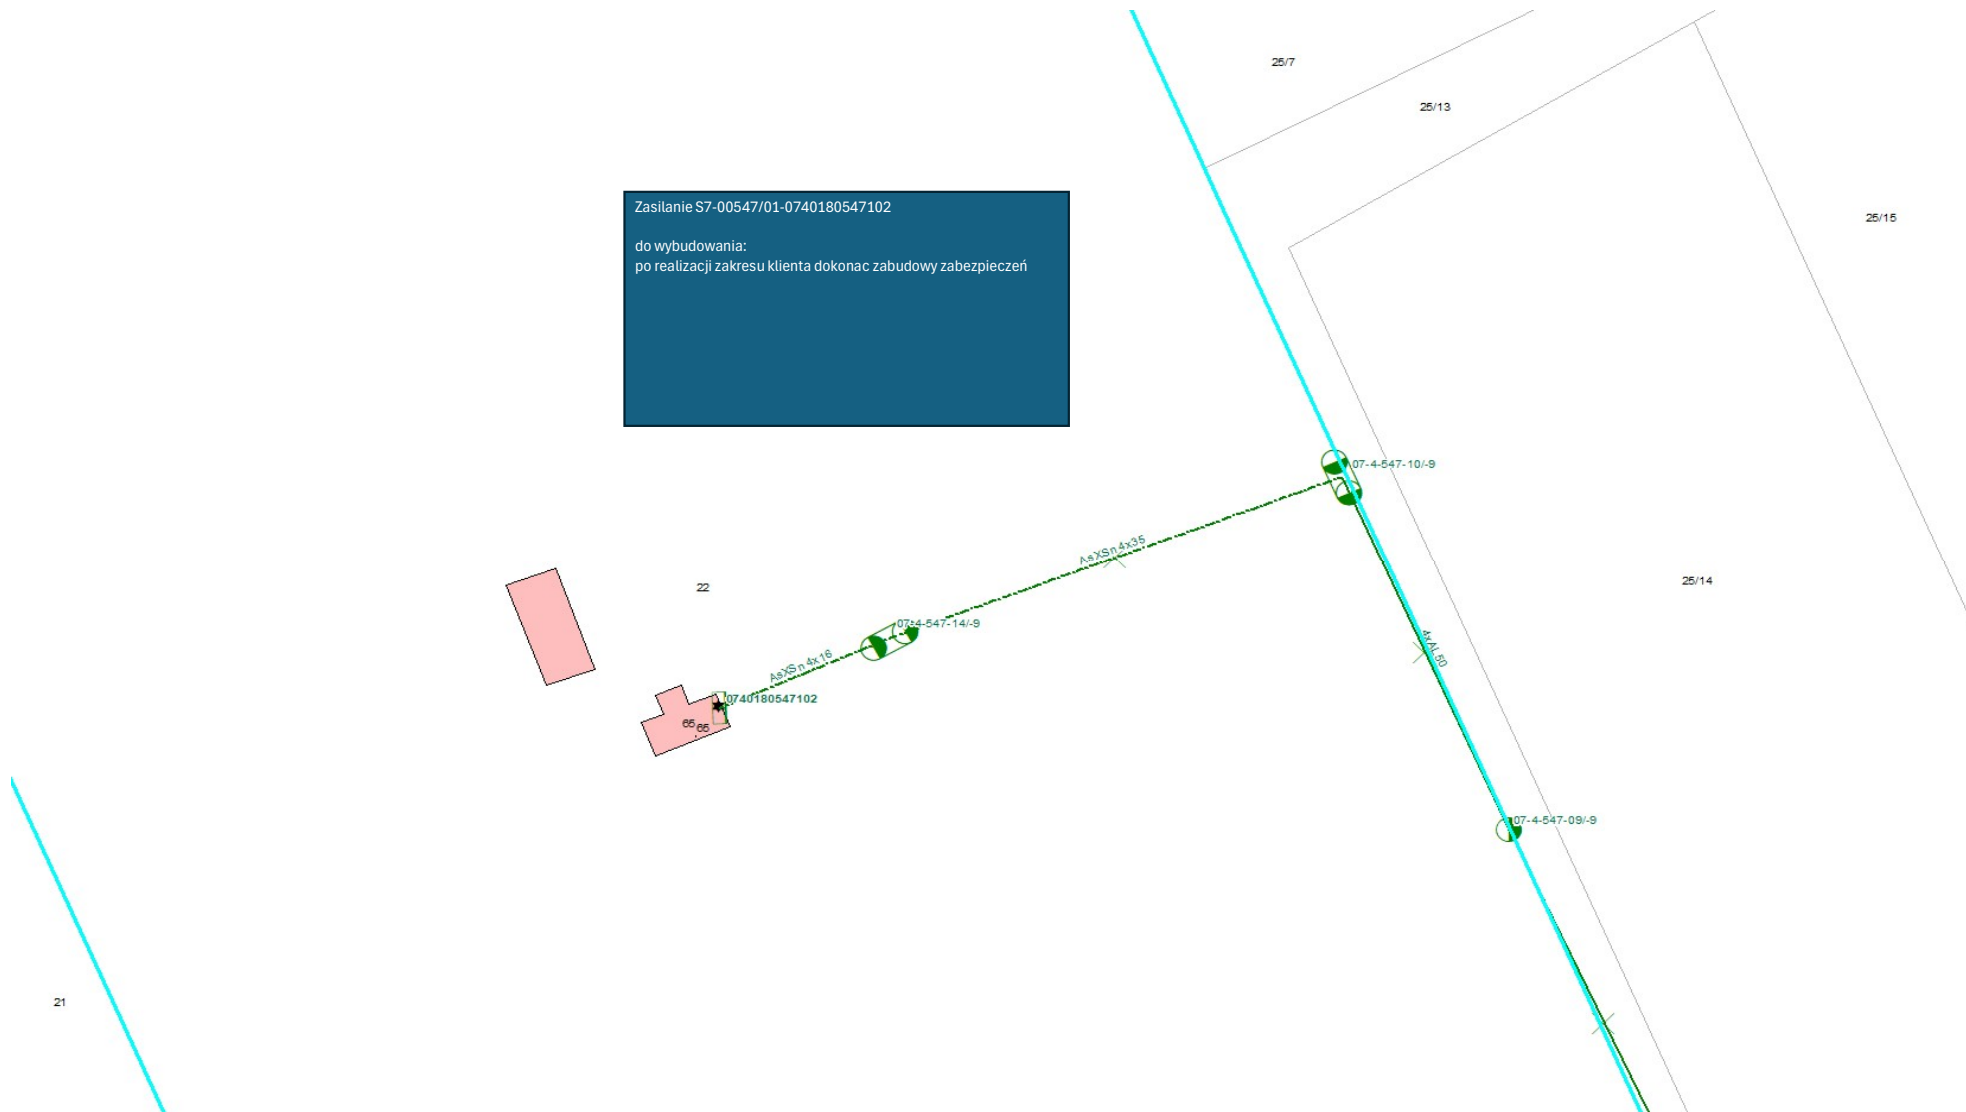 25/7
25/13
Zasilanie S7-00547/01-0740180547102
do wybudowania:
po realizacji zakresu klienta dokonac zabudowy zabezpieczeń
25/15
07-4-547-10/-9
AsXSn 4x35
25/14
22
07-4-547-14/-9
4xAL50
AsXSn 4x16
0740180547102
65
65
07-4-547-09/-9
21